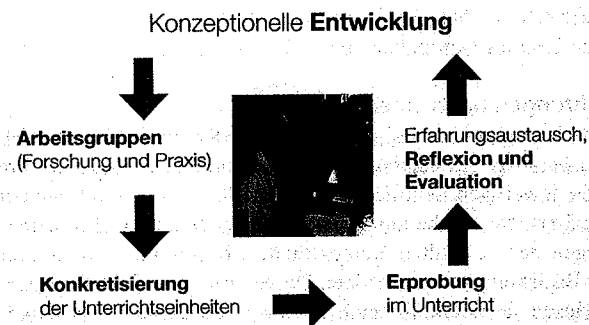 Konzeptionelle Entwicklung
Arbeitsgruppen
(Forschung und Praxis)
Erfahrungsaustausch,
Reflexion und
Evaluation
Konkretisierung
der Unterrichtseinheiten
Erprobung
im Unterricht